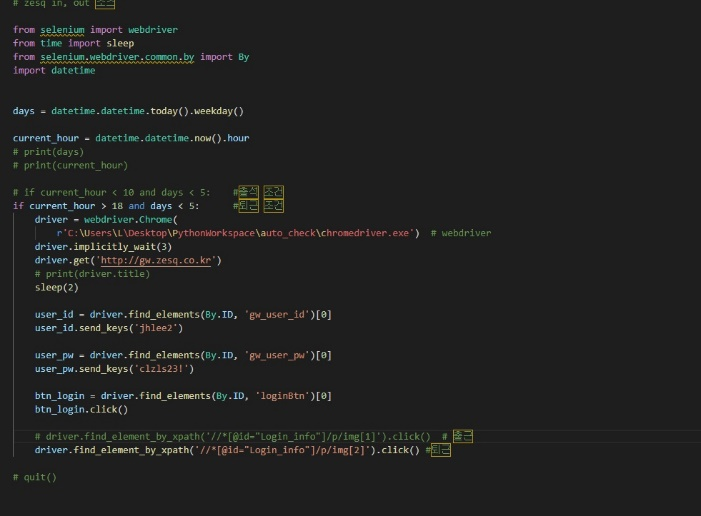 # zesq in, out 조건
from selenium import webdriver
from time import sleep
from selenium.webdriver.common.by import By
import datetime
days = datetime.datetime.today().weekday()
current_hour = datetime.datetime.now().hour
# print(days)
# print(current_hour)
# if current_hour < 10 and days < 5:    #출석 조건
if current_hour > 18 and days < 5:      #퇴근 조건
    driver = webdriver.Chrome(
        r'C:\Users\L\Desktop\PythonWorkspace\auto_check\chromedriver.exe')  # webdriver
    driver.implicitly_wait(3)
    driver.get('http://gw.zesq.co.kr')
    # print(driver.title)
    sleep(2)
    user_id = driver.find_elements(By.ID, 'gw_user_id')[0]
    user_id.send_keys('jhlee2')
    user_pw = driver.find_elements(By.ID, 'gw_user_pw')[0]
    user_pw.send_keys('clzls23!')
    btn_login = driver.find_elements(By.ID, 'loginBtn')[0]
    btn_login.click()
    # driver.find_element_by_xpath('//*[@id="Login_info"]/p/img[1]').click()  # 출근
    driver.find_element_by_xpath('//*[@id="Login_info"]/p/img[2]').click() #퇴근
# quit()